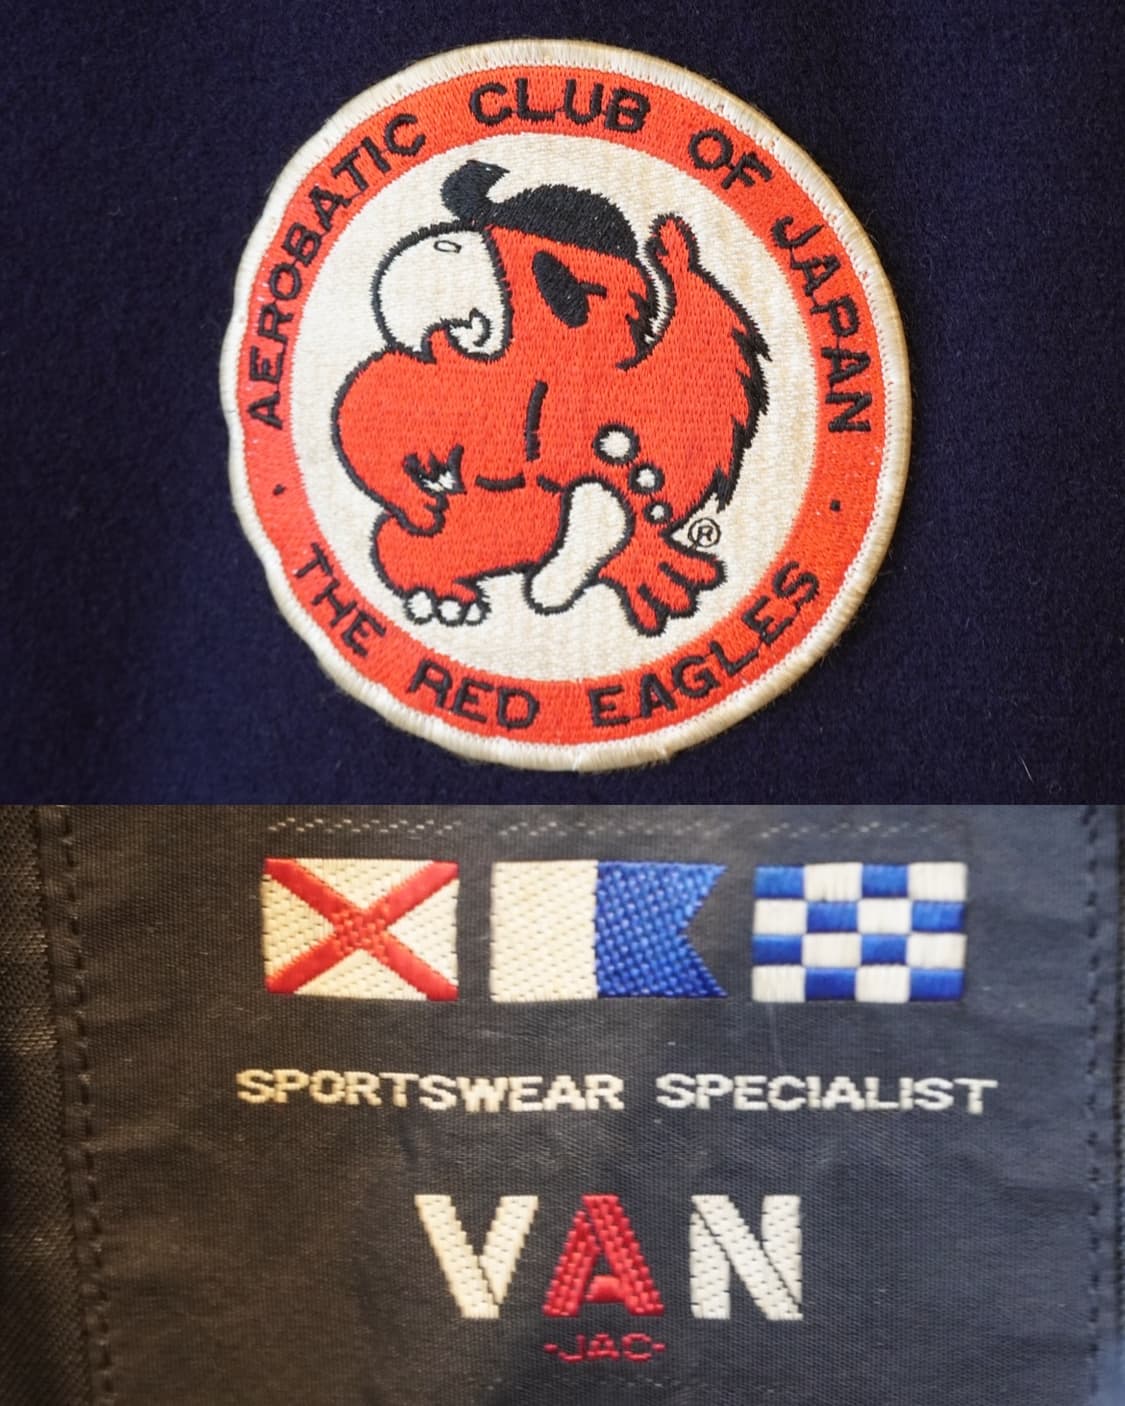 AEROBATIC CLUB OF JAPAN
· THE RED EAGLES ·
®
SPORTSWEAR SPECIALIST
VAN
-JAC-